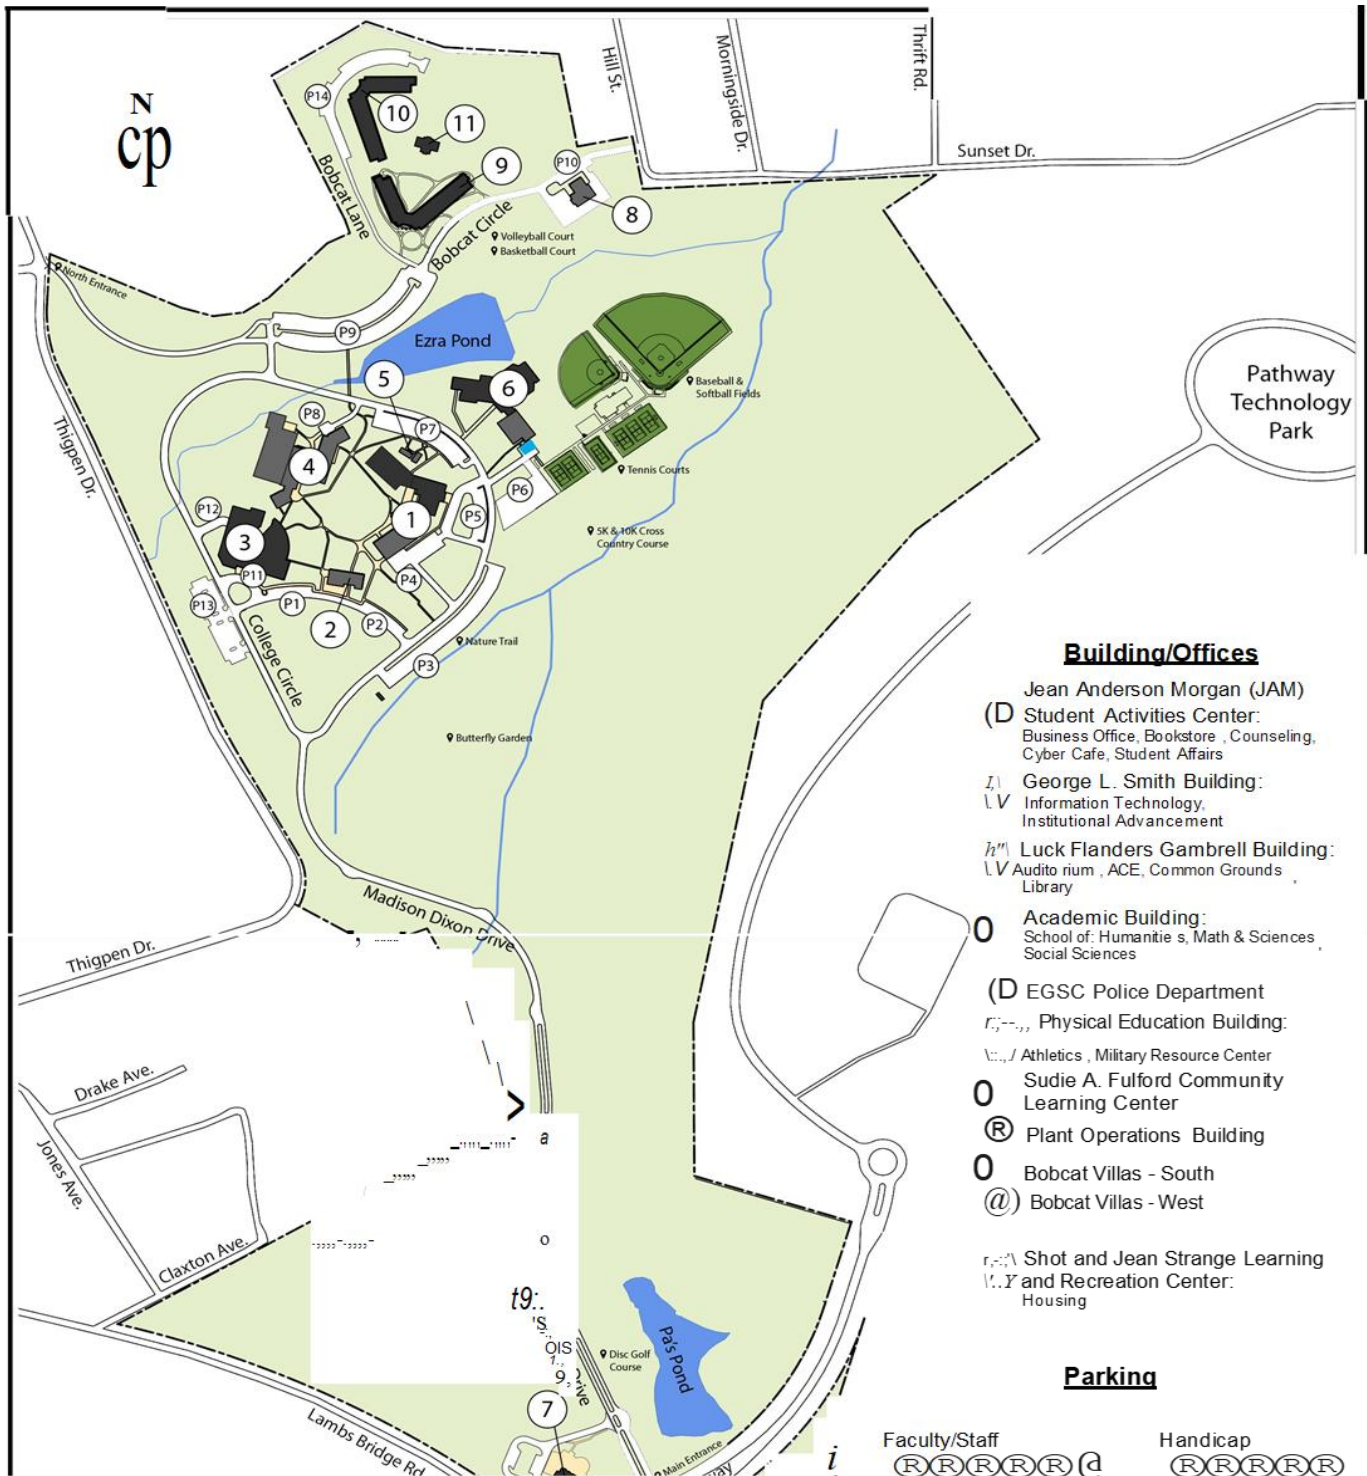 N
Hill St.
Morningside Dr.
Thrift Rd.
Sunset Dr.
P14
10
11
9
P10
8
Bobcat Lane
Bobcat Circle
Volleyball Court
Basketball Court
North Entrance
P9
Ezra Pond
5
6
Baseball &
Softball Fields
Pathway
Technology
Park
Thigpen Dr.
P8
P7
4
Tennis Courts
P6
P12
1
P5
3
5K & 10K Cross
Country Course
P11
P4
P13
P1
2
P2
College Circle
Nature Trail
P3
Butterfly Garden
Madison Dixon Drive
Thigpen Dr.
Drake Ave.
Jones Ave.
Claxton Ave.
Lambs Bridge Rd
Disc Golf
Course
Pa's Pond
Drive
7
Main Entrance
Building/Offices
Jean Anderson Morgan (JAM)
(D Student Activities Center:
Business Office, Bookstore , Counseling,
Cyber Cafe, Student Affairs
George L. Smith Building:
\.V Information Technology,
Institutional Advancement
Luck Flanders Gambrell Building:
\.V Audito rium , ACE, Common Grounds ,
Library
0 Academic Building:
School of: Humanitie s, Math & Sciences ,
Social Sciences
(D EGSC Police Department
Physical Education Building:
Athletics , Military Resource Center
0 Sudie A. Fulford Community
Learning Center
® Plant Operations Building
0 Bobcat Villas - South
@) Bobcat Villas - West
Shot and Jean Strange Learning
and Recreation Center:
Housing
Parking
Faculty/Staff
®®®®®(a
Handicap
®®®®®